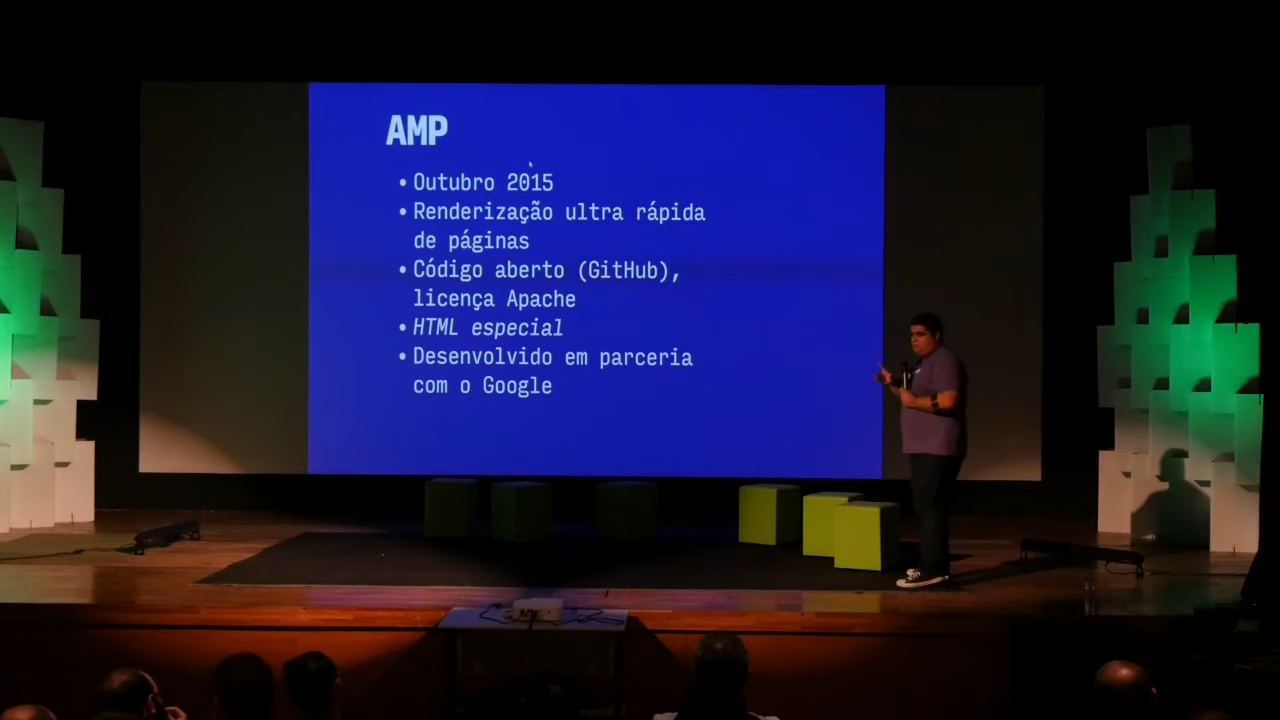 AMP
• Outubro 2015
• Renderização ultra rápida
de páginas
• Código aberto (GitHub),
licença Apache
• HTML especial
• Desenvolvido em parceria
com o Google